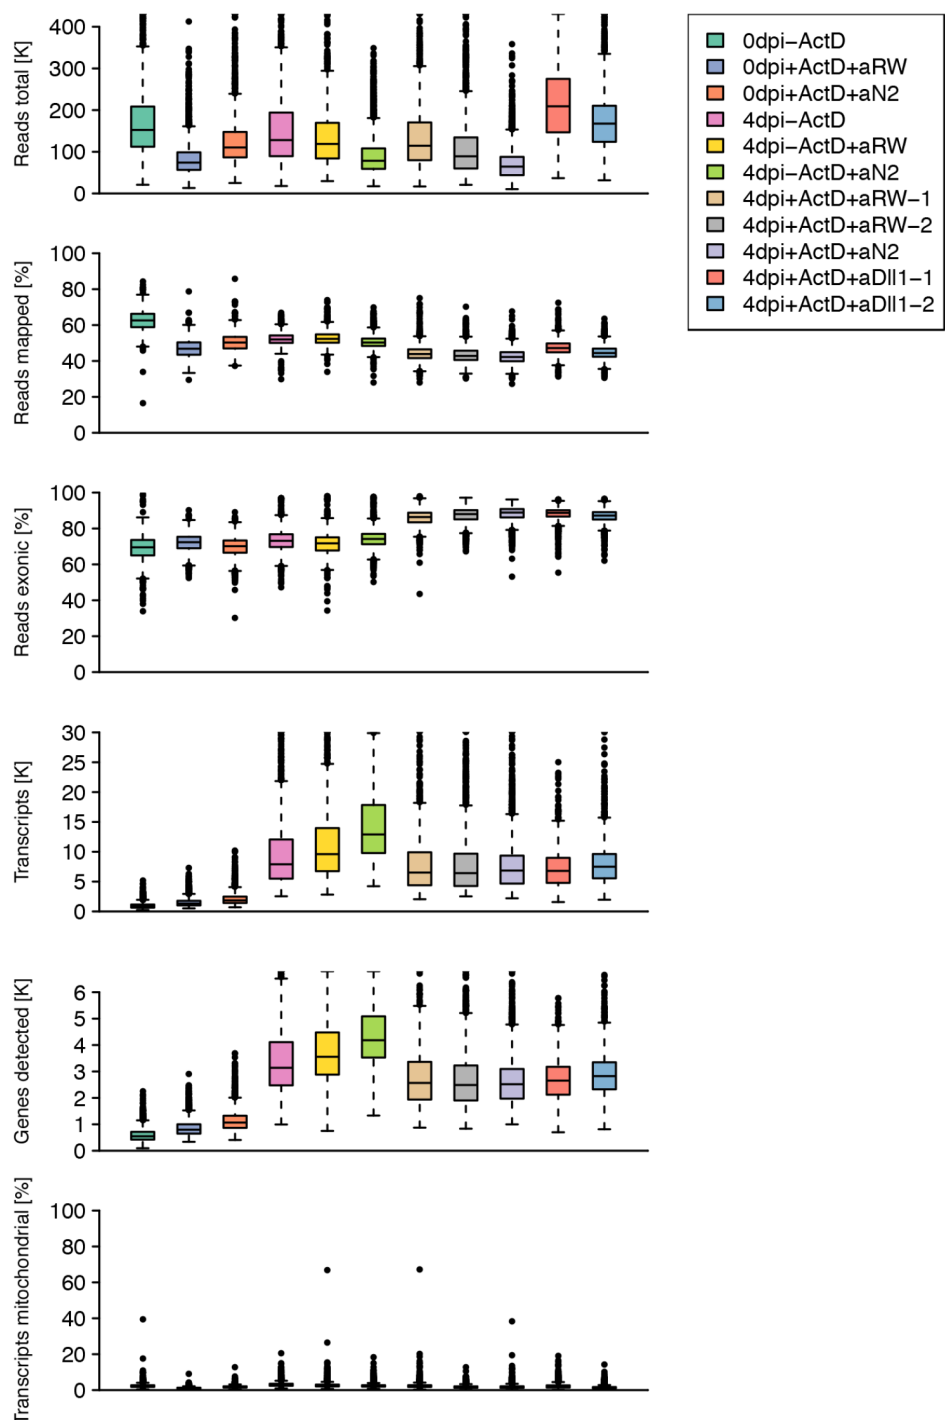 Reads total [K]
400
300
200
100
0
0dpi−ActD
0dpi+ActD+aRW
0dpi+ActD+aN2
4dpi−ActD
4dpi−ActD+aRW
4dpi−ActD+aN2
4dpi+ActD+aRW−1
4dpi+ActD+aRW−2
4dpi+ActD+aN2
4dpi+ActD+aDll1−1
4dpi+ActD+aDll1−2
Reads mapped [%]
100
80
60
40
20
0
Reads exonic [%]
100
80
60
40
20
0
Transcripts [K]
30
25
20
15
10
5
0
Genes detected [K]
6
5
4
3
2
1
0
Transcripts mitochondrial [%]
100
80
60
40
20
0